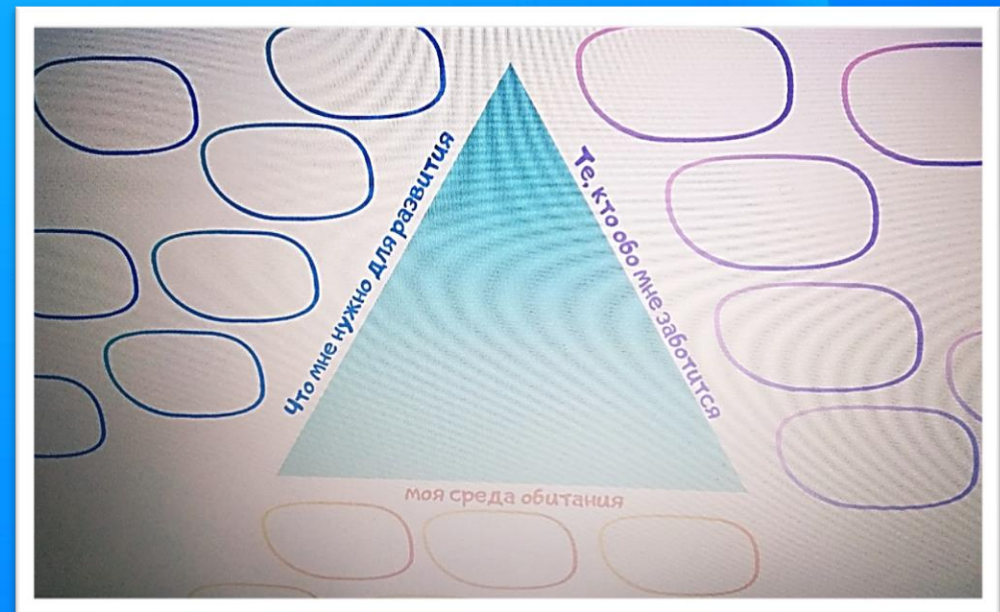 Что мне нужно для развития
Те, кто обо мне заботится
моя среда обитания